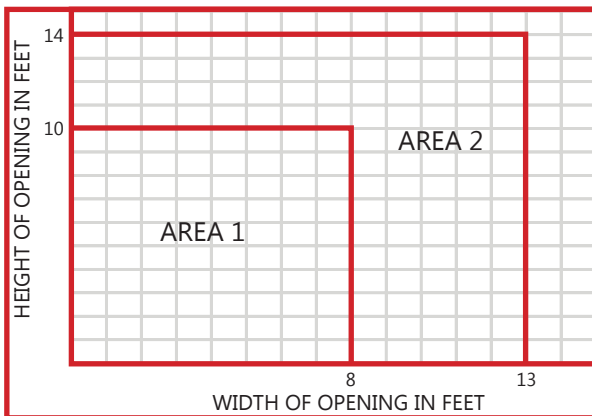 HEIGHT OF OPENING IN FEET
14
10
AREA 2
AREA 1
8
13
WIDTH OF OPENING IN FEET